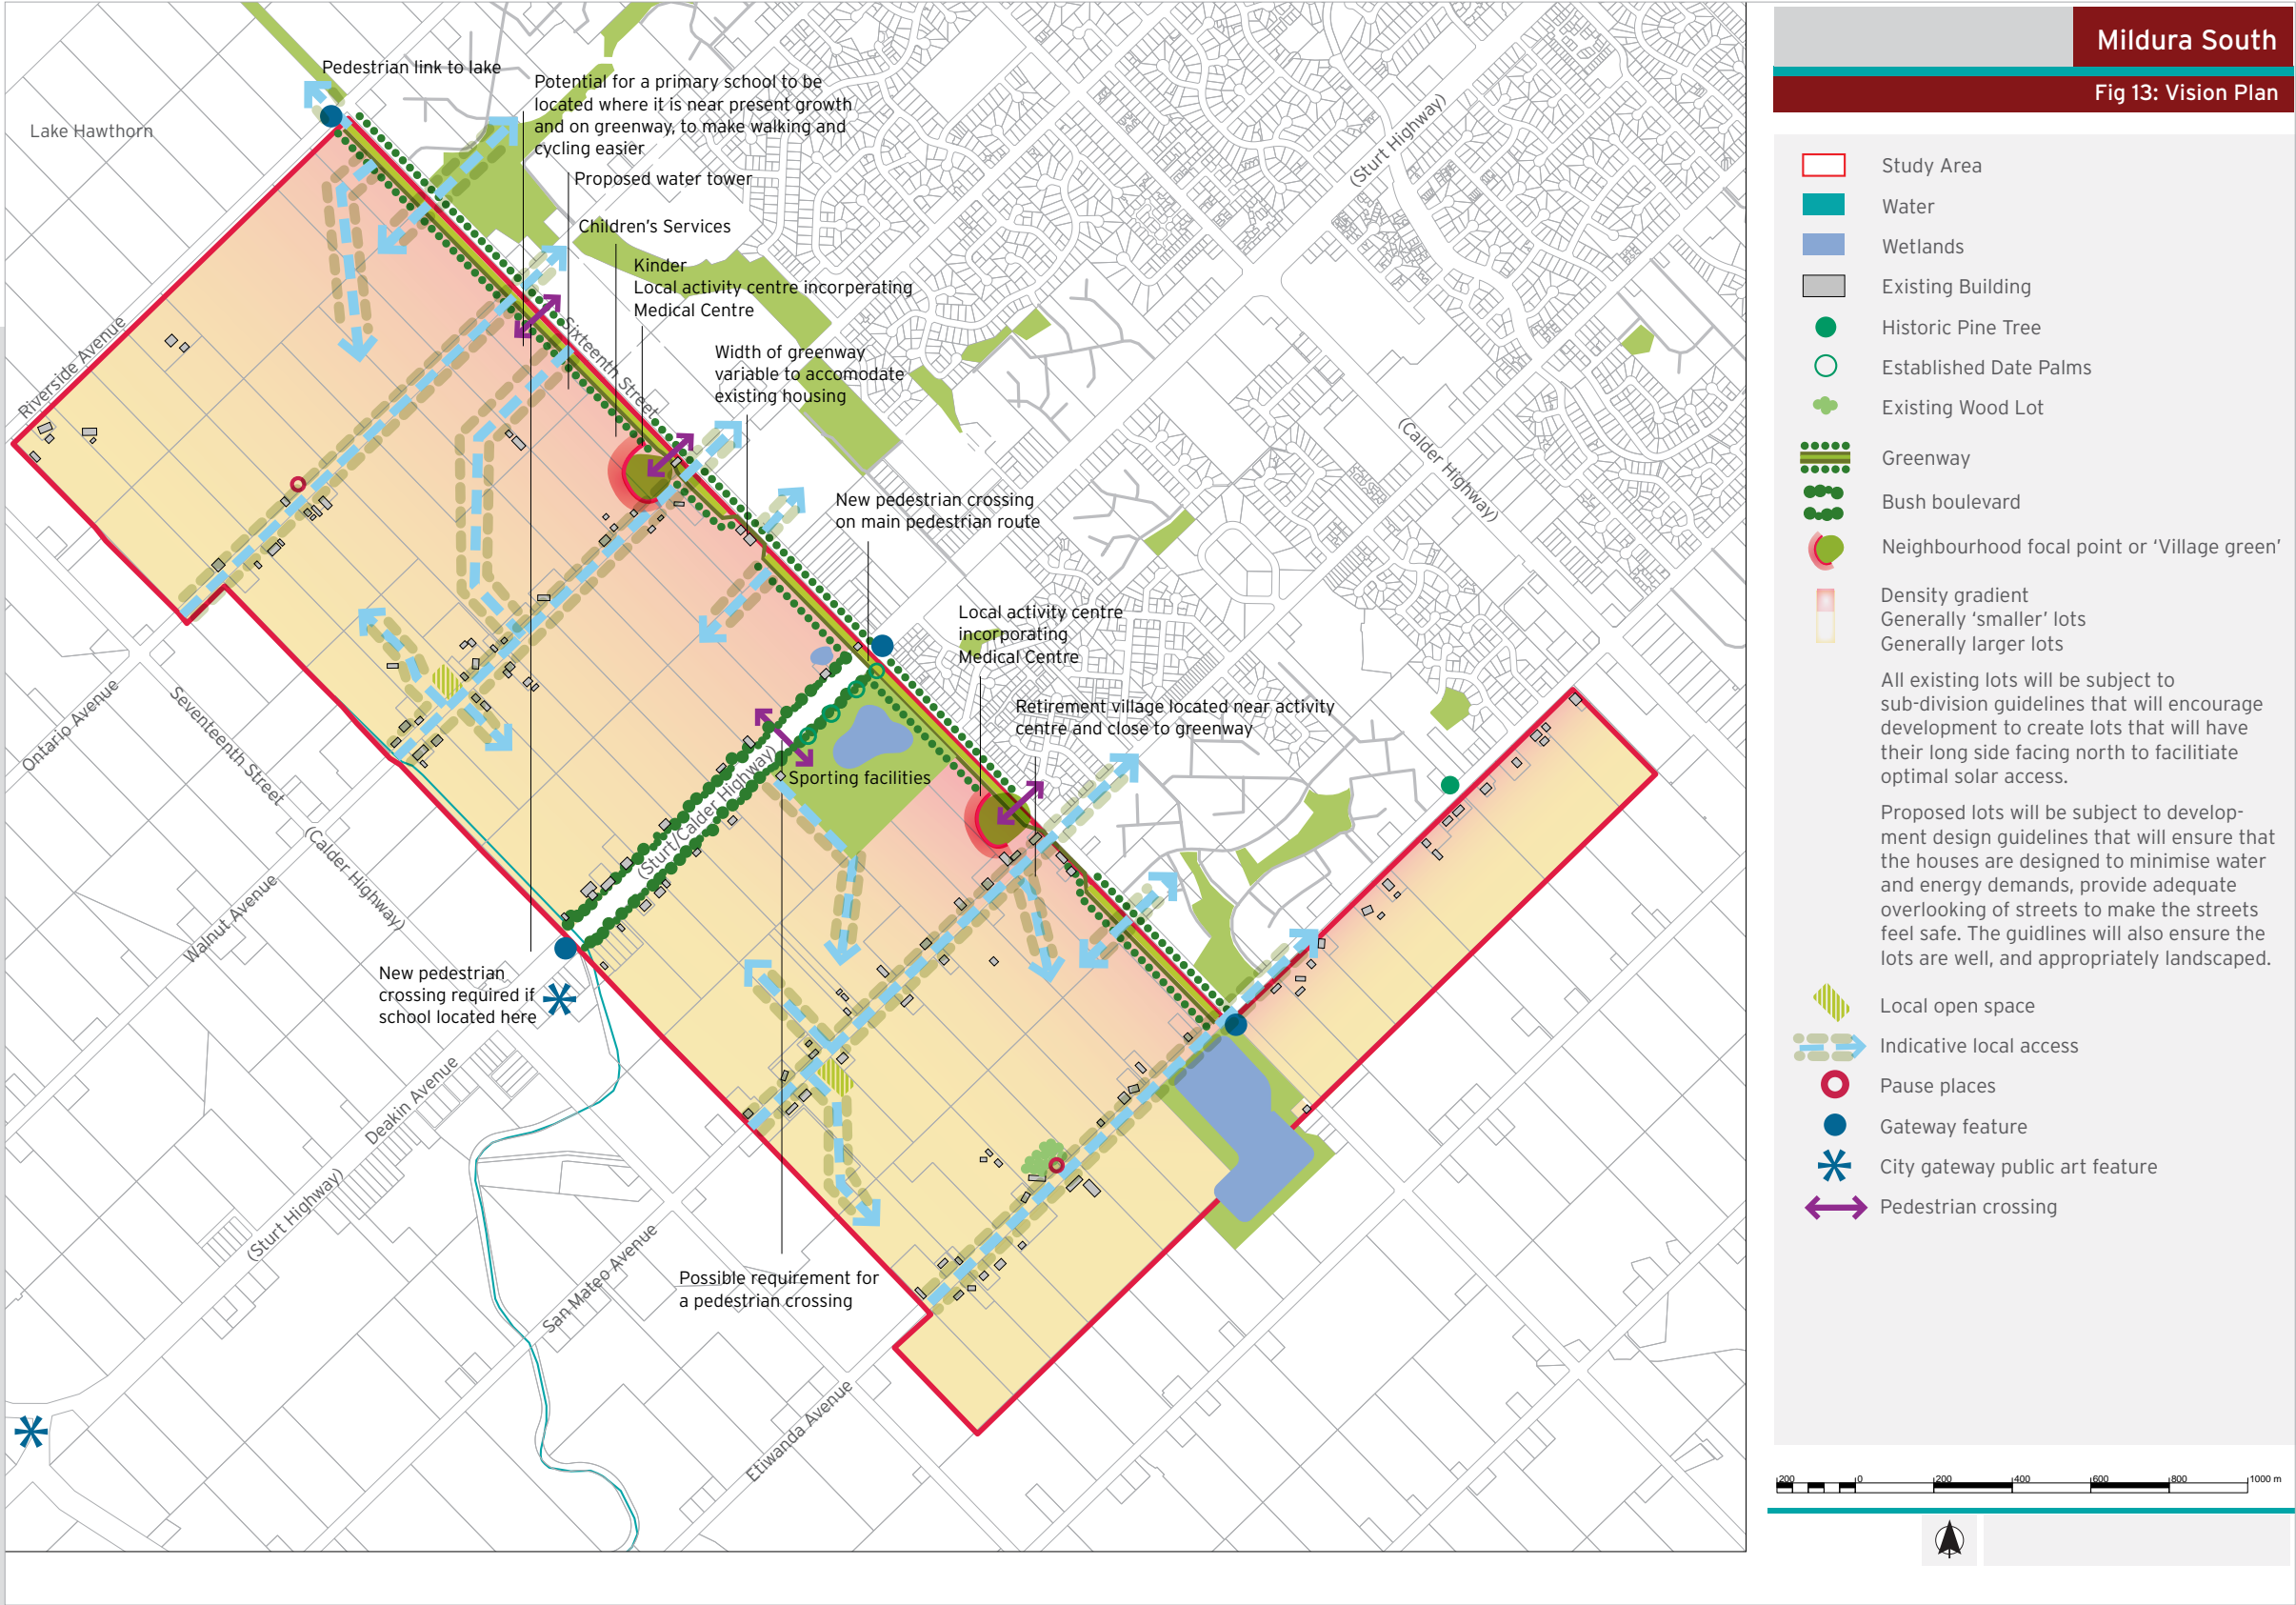 Mildura South
Fig 13: Vision Plan
Pedestrian link to lake
Lake Hawthorn
Potential for a primary school to be
located where it is near present growth
and on greenway, to make walking and
cycling easier
Proposed water tower
Children's Services
Kinder
Local activity centre incorperating
Medical Centre
Width of greenway
variable to accomodate
existing housing
Sixteenth Street
Riverside Avenue
(Sturt Highway)
(Calder Highway)
New pedestrian crossing
on main pedestrian route
Local activity centre
incorporating
Medical Centre
Retirement village located near activity
centre and close to greenway
Sporting facilities
(Sturt/Calder Highway)
Ontario Avenue
Seventeenth Street
(Calder Highway)
Walnut Avenue
New pedestrian
crossing required if
school located here
Deakin Avenue
(Sturt Highway)
San Mateo Avenue
Possible requirement for
a pedestrian crossing
Etiwanda Avenue
Study Area
Water
Wetlands
Existing Building
Historic Pine Tree
Established Date Palms
Existing Wood Lot
Greenway
Bush boulevard
Neighbourhood focal point or ‘Village green’
Density gradient
Generally ‘smaller’ lots
Generally larger lots
All existing lots will be subject to
sub-division guidelines that will encourage
development to create lots that will have
their long side facing north to facilitiate
optimal solar access.
Proposed lots will be subject to develop-
ment design guidelines that will ensure that
the houses are designed to minimise water
and energy demands, provide adequate
overlooking of streets to make the streets
feel safe. The guidlines will also ensure the
lots are well, and appropriately landscaped.
Local open space
Indicative local access
Pause places
Gateway feature
City gateway public art feature
Pedestrian crossing
200 0 200 400 600 800 1000 m